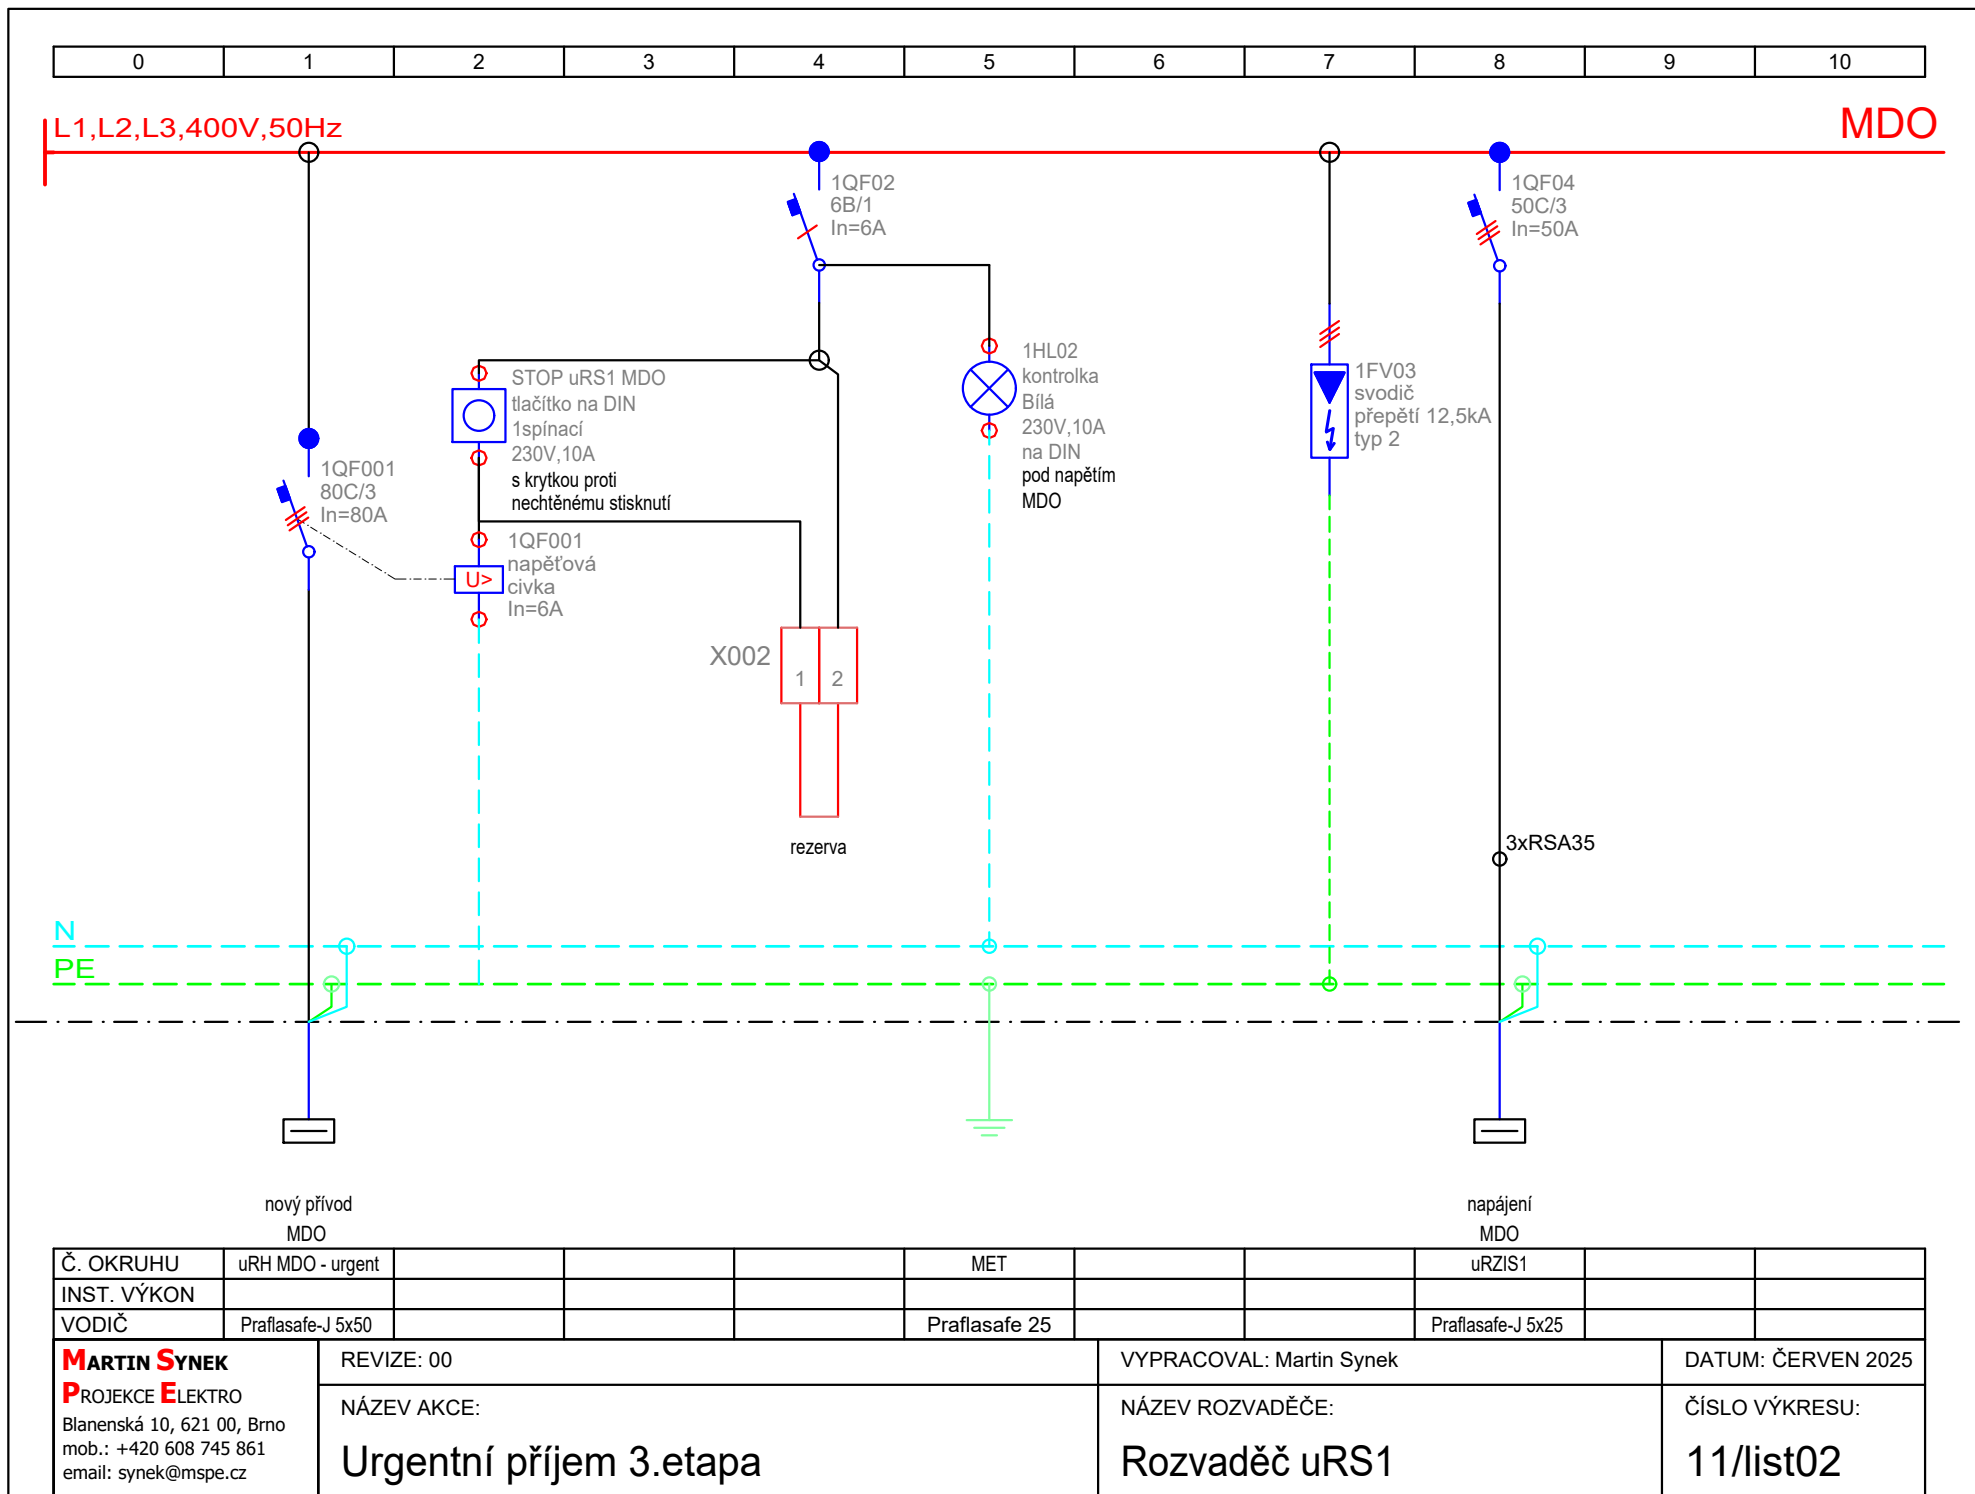 0 1 2 3 4 5 6 7 8 9 10
L1,L2,L3,400V,50Hz
MDO
1QF02
6B/1
In=6A
1QF04
50C/3
In=50A
STOP uRS1 MDO
tlačítko na DIN
1spínací
230V,10A
s krytkou proti
nechtěnému stisknutí
1HL02
kontrolka
Bílá
230V,10A
na DIN
pod napětím
MDO
1FV03
svodič
přepětí 12,5kA
typ 2
1QF001
80C/3
In=80A
1QF001
napěťová
civka
In=6A
U>
X002
1 2
rezerva
3xRSA35
N
PE
nový přívod
MDO
napájení
MDO
Č. OKRUHU uRH MDO - urgent MET uRZIS1
INST. VÝKON
VODIČ Praflasafe-J 5x50 Praflasafe 25 Praflasafe-J 5x25
MARTIN SYNEK
PROJEKCE ELEKTRO
Blanenská 10, 621 00, Brno
mob.: +420 608 745 861
email: synek@mspe.cz
REVIZE: 00
VYPRACOVAL: Martin Synek
DATUM: ČERVEN 2025
NÁZEV AKCE:
Urgentní příjem 3.etapa
NÁZEV ROZVADĚČE:
Rozvaděč uRS1
ČÍSLO VÝKRESU:
11/list02